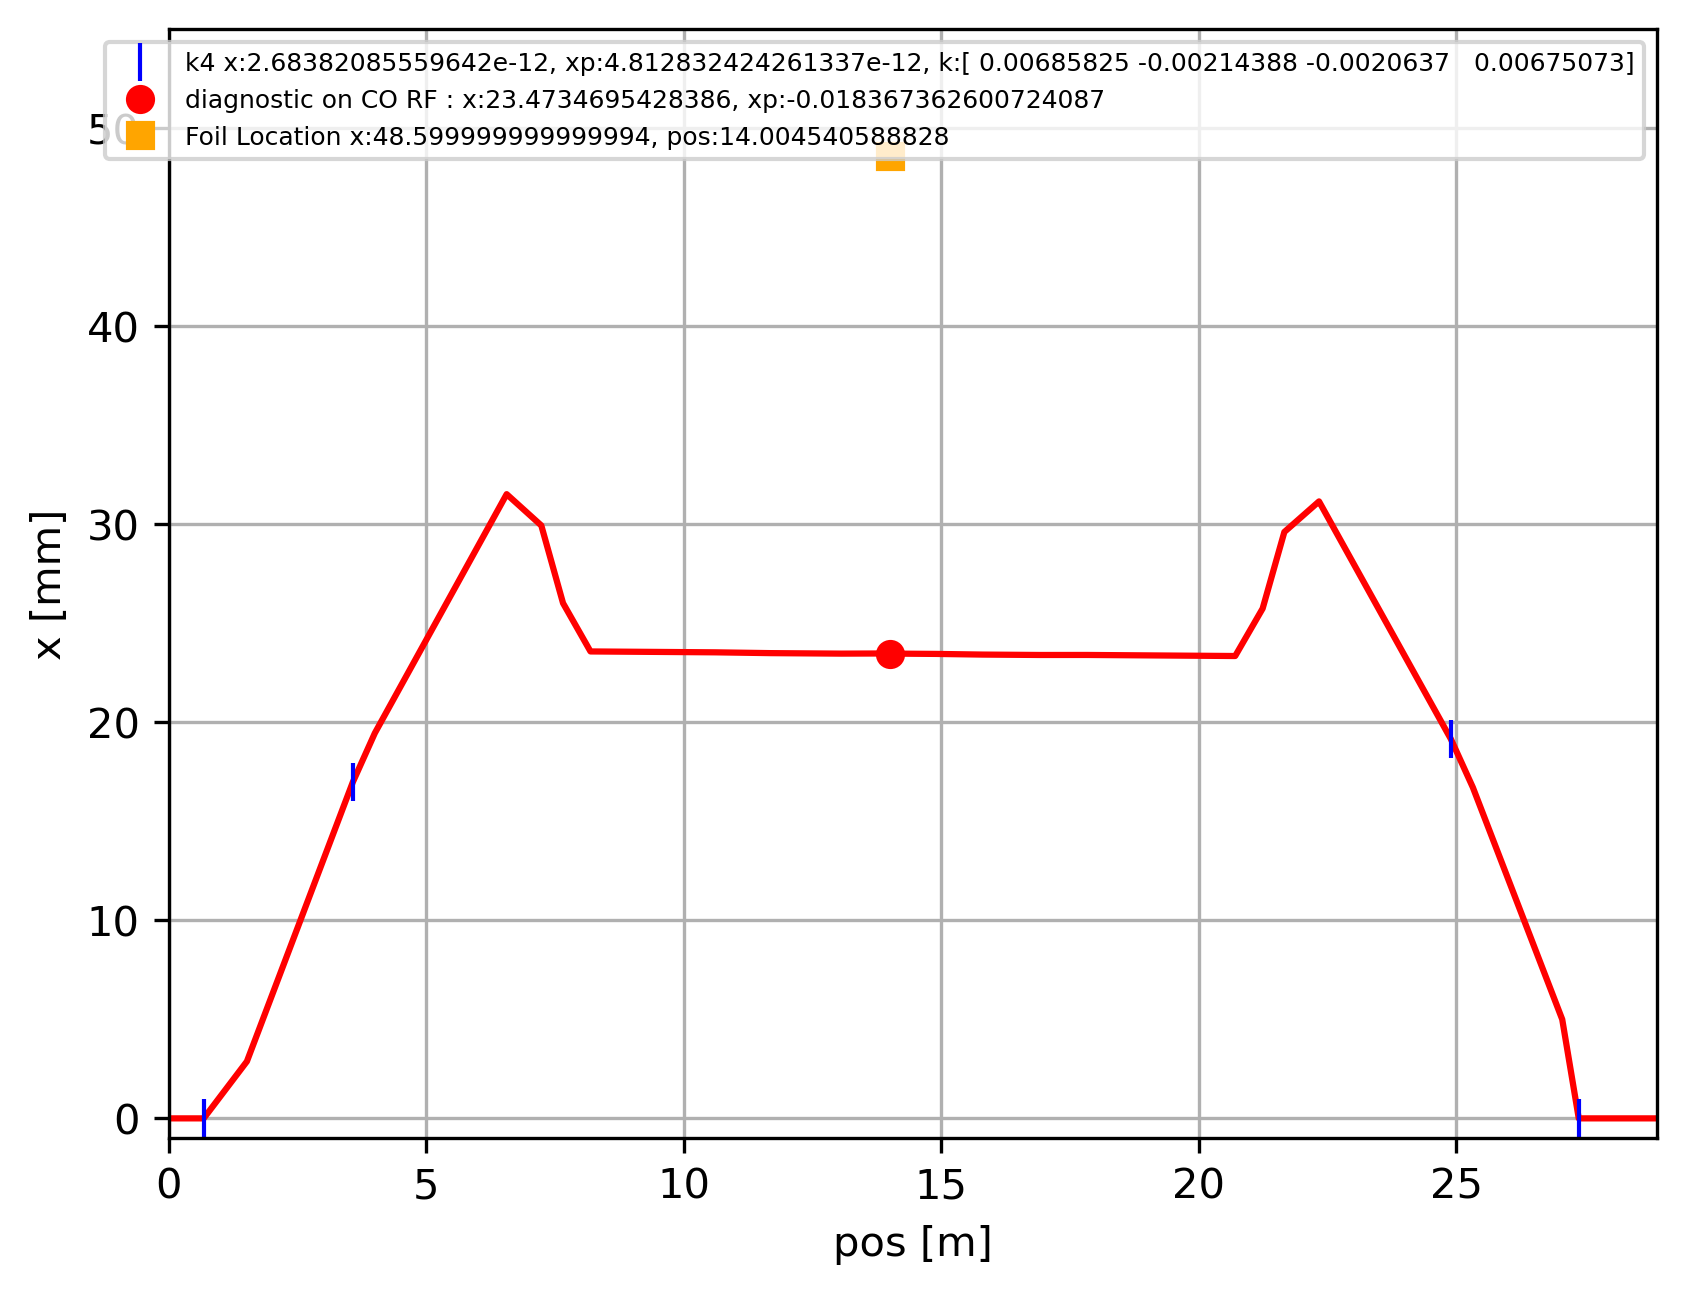 k4 x:2.68382085559642e-12, xp:4.812832424261337e-12, k:[ 0.00685825 -0.00214388 -0.0020637   0.00675073]
diagnostic on CO RF : x:23.4734695428386, xp:-0.018367362600724087
Foil Location x:48.599999999999994, pos:14.004540588828
50
40
30
20
10
0
x [mm]
0 5 10 15 20 25
pos [m]